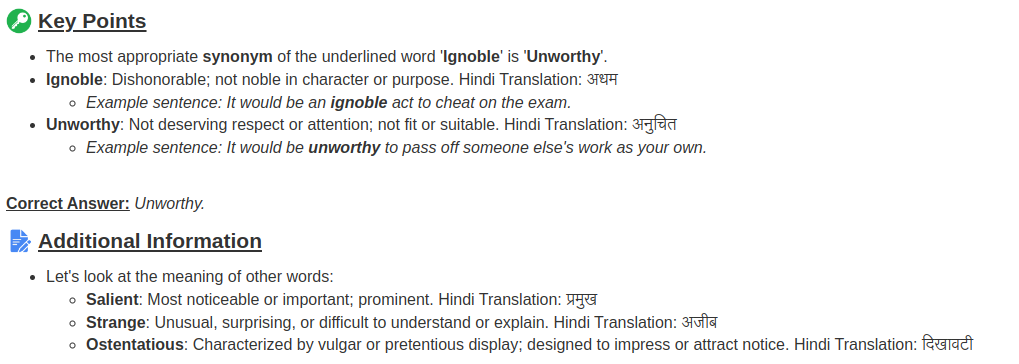 Key Points
The most appropriate synonym of the underlined word 'Ignoble' is 'Unworthy'.
Ignoble: Dishonorable; not noble in character or purpose. Hindi Translation: अधम
Example sentence: It would be an ignoble act to cheat on the exam.
Unworthy: Not deserving respect or attention; not fit or suitable. Hindi Translation: अनुचित
Example sentence: It would be unworthy to pass off someone else's work as your own.
Correct Answer: Unworthy.
Additional Information
Let's look at the meaning of other words:
Salient: Most noticeable or important; prominent. Hindi Translation: प्रमुख
Strange: Unusual, surprising, or difficult to understand or explain. Hindi Translation: अजीब
Ostentatious: Characterized by vulgar or pretentious display; designed to impress or attract notice. Hindi Translation: दिखावटी